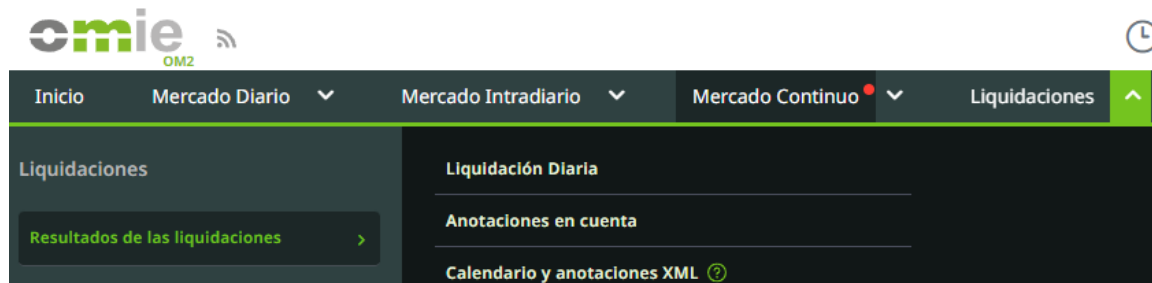 omie
OM2
Inicio Mercado Diario Mercado Intradiario Mercado Continuo Liquidaciones
Liquidaciones
Resultados de las liquidaciones
Liquidación Diaria
Anotaciones en cuenta
Calendario y anotaciones XML ?